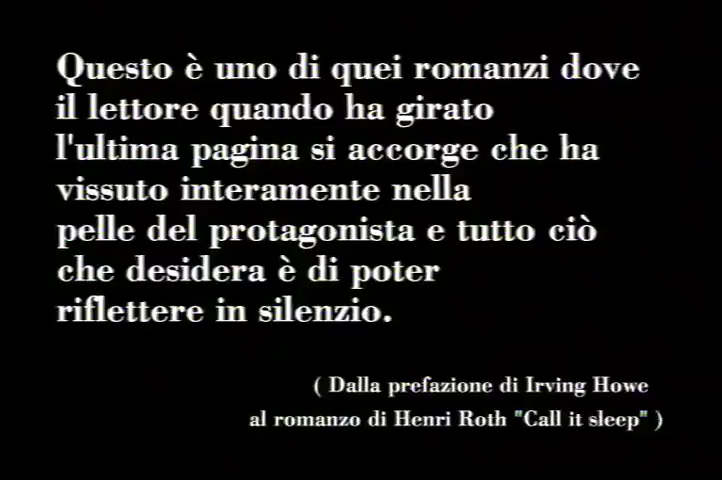 Questo è uno di quei romanzi dove
il lettore quando ha girato
l'ultima pagina si accorge che ha
vissuto interamente nella
pelle del protagonista e tutto ciò
che desidera è di poter
riflettere in silenzio.
( Dalla prefazione di Irving Howe
al romanzo di Henri Roth "Call it sleep" )